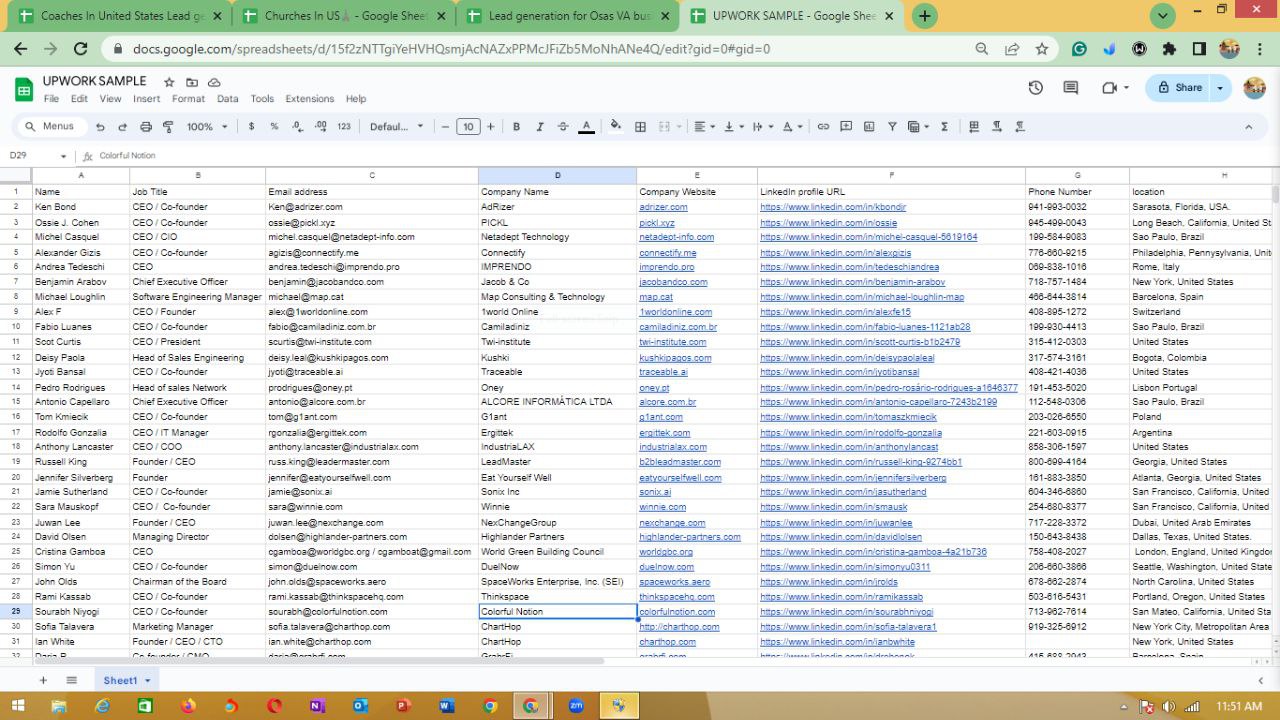 Coaches In United States Lead ge
Churches In US - Google Sheet
Lead generation for Osas VA bus
UPWORK SAMPLE - Google Shee
docs.google.com/spreadsheets/d/15f2zNTTgiYeHVHQsmjAcNAZxPPMcJFiZb5MoNhANe4Q/edit?gid=0#gid=0
UPWORK SAMPLE
File Edit View Insert Format Data Tools Extensions Help
Share
Menus 100% $ % .0 .00 123 Defaul... 10 B I A
D29 fx Colorful Notion
A B C D E F G H
1 Name Job Title Email address Company Name Company Website LinkedIn profile URL Phone Number location
2 Ken Bond CEO / Co-founder Ken@adrizer.com AdRizer adrizer.com https://www.linkedin.com/in/kbondjr 941-993-0032 Sarasota, Florida, USA.
3 Ossie J. Cohen CEO / Co-founder ossie@pickl.xyz PICKL pickl.xyz https://www.linkedin.com/in/ossie 945-499-0043 Long Beach, California, United St
4 Michel Casquel CEO / CIO michel.casquel@netadept-info.com Netadept Technology netadept-info.com https://www.linkedin.com/in/michel-casquel-5619164 199-684-9083 Sao Paulo, Brazil
5 Alexander Gizis CEO / Co-founder agizis@connectify.me Connectify connectify.me https://www.linkedin.com/in/alexgizis 776-660-9215 Philadelphia, Pennsylvania, Unit
6 Andrea Tedeschi CEO andrea.tedeschi@imprendo.pro IMPRENDO imprendo.pro https://www.linkedin.com/in/tedeschiandrea 069-838-1016 Rome, Italy
7 Benjamin Arabov Chief Executive Officer benjamin@jacobandco.com Jacob & Co jacobandco.com https://www.linkedin.com/in/benjamin-arabov 718-757-1484 New York, United States
8 Michael Loughlin Software Engineering Manager michael@map.cat Map Consulting & Technology map.cat https://www.linkedin.com/in/michael-loughlin-map 466-644-3814 Barcelona, Spain
9 Alex F CEO / Founder alex@1worldonline.com 1world Online 1worldonline.com https://www.linkedin.com/in/alexfe15 408-895-1272 Switzerland
10 Fabio Luanes CEO / Co-founder fabio@camiladiniz.com.br Camiladiniz camiladiniz.com.br https://www.linkedin.com/in/fabio-luanes-1121ab28 199-930-4413 Sao Paulo, Brazil
11 Scot Curtis CEO / President scurtis@twi-institute.com Twi-institute twi-institute.com https://www.linkedin.com/in/scott-curtis-b1b2479 315-412-0303 United States
12 Deisy Paola Head of Sales Engineering deisy.leal@kushkipagos.com Kushki kushkipagos.com https://www.linkedin.com/in/deisypaolaleal 317-574-3161 Bogota, Colombia
13 Jyoti Bansal CEO / Co-founder jyoti@traceable.ai Traceable traceable.ai https://www.linkedin.com/in/jyotibansal 408-421-4036 United States
14 Pedro Rodrigues Head of sales Network prodrigues@oney.pt Oney oney.pt https://www.linkedin.com/in/pedro-rosário-rodrigues-a1646377 191-453-5020 Lisbon Portugal
15 Antonio Capellaro Chief Executive Officer antonio@alcore.com.br ALCORE INFORMÁTICA LTDA alcore.com.br https://www.linkedin.com/in/antonio-capellaro-7243b2199 112-548-0306 Sao Paulo, Brazil
16 Tom Kmiecik CEO / Co-founder tom@g1ant.com G1ant g1ant.com https://www.linkedin.com/in/tomaszkmiecik 203-026-6550 Poland
17 Rodolfo Gonzalia CEO / IT Manager rgonzalia@ergittek.com Ergittek ergittek.com https://www.linkedin.com/in/rodolfo-gonzalia 221-603-0915 Argentina
18 Anthony Lancaster CEO / COO anthony.lancaster@industrialax.com IndustriaLAX industrialax.com https://www.linkedin.com/in/anthonylancast 858-306-1597 United States
19 Russell King Founder / CEO russ.king@leadermaster.com LeadMaster b2bleadmaster.com https://www.linkedin.com/in/russell-king-9274bb1 800-699-4164 Georgia, United States
20 Jennifer Silverberg Founder jennifer@eatyourselfwell.com Eat Yourself Well eatyourselfwell.com https://www.linkedin.com/in/jennifersilverberg 161-883-3850 Atlanta, Georgia, United States
21 Jamie Sutherland CEO / Co-founder jamie@sonix.ai Sonix Inc sonix.ai https://www.linkedin.com/in/jasutherland 604-346-6860 San Francisco, California, United
22 Sara Mauskopf CEO / Co-founder sara@winnie.com Winnie winnie.com https://www.linkedin.com/in/smausk 254-680-8377 San Francisco, California, United
23 Juwan Lee Founder / CEO juwan.lee@nexchange.com NexChangeGroup nexchange.com https://www.linkedin.com/in/juwanlee 717-228-3372 Dubai, United Arab Emirates
24 David Olsen Managing Director dolsen@highlander-partners.com Highlander Partners highlander-partners.com https://www.linkedin.com/in/davidlolsen 150-643-8438 Dallas, Texas, United States.
25 Cristina Gamboa CEO cgamboa@worldgbc.org / cgamboat@gmail.com World Green Building Council worldgbc.org https://www.linkedin.com/in/cristina-gamboa-4a21b736 758-408-2027 London, England, United Kingdo
26 Simon Yu CEO / Co-founder simon@duelnow.com DuelNow duelnow.com https://www.linkedin.com/in/simonyu0311 206-660-3866 Seattle, Washington, United State
27 John Olds Chairman of the Board john.olds@spaceworks.aero SpaceWorks Enterprise, Inc. (SEI) spaceworks.aero https://www.linkedin.com/in/jrolds 678-662-2874 North Carolina, United States
28 Rami Kassab CEO / Co-founder rami.kassab@thinkspacehq.com Thinkspace thinkspacehq.com https://www.linkedin.com/in/ramikassab 503-616-5431 Portland, Oregon, United States
29 Sourabh Niyogi CEO / Co-founder sourabh@colorfulnotion.com Colorful Notion colorfulnotion.com https://www.linkedin.com/in/sourabhniyogi 713-962-7614 San Mateo, California, United Sta
30 Sofia Talavera Marketing Manager sofia.talavera@charthop.com ChartHop http://charthop.com https://www.linkedin.com/in/sofia-talavera1 919-325-6912 New York City, Metropolitan Area
31 Ian White Founder / CEO / CTO ian.white@charthop.com ChartHop charthop.com https://www.linkedin.com/in/ianbwhite New York, United States
Sheet1
11:51 AM